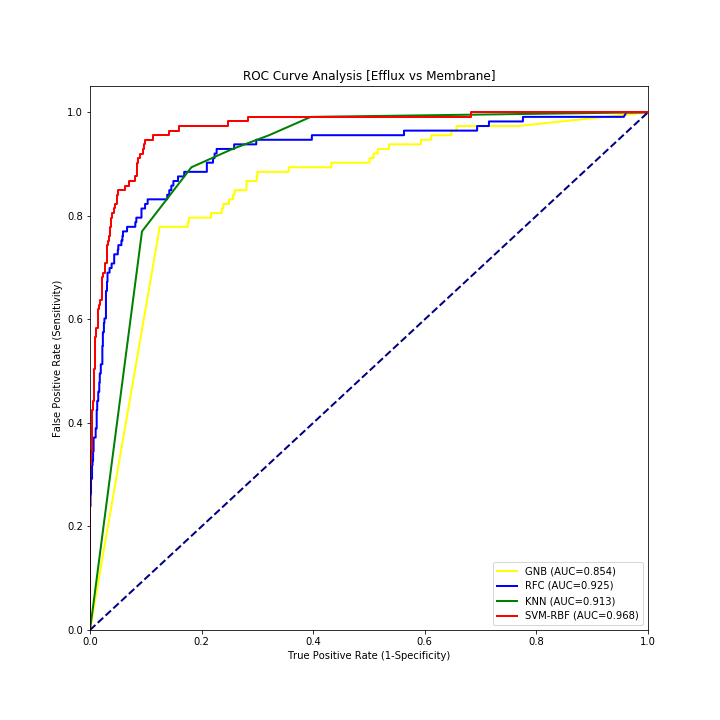 ROC Curve Analysis [Efflux vs Membrane]
1.0
0.8
0.6
0.4
0.2
0.0
False Positive Rate (Sensitivity)
GNB (AUC=0.854)
RFC (AUC=0.925)
KNN (AUC=0.913)
SVM-RBF (AUC=0.968)
0.0 0.2 0.4 0.6 0.8 1.0
True Positive Rate (1-Specificity)